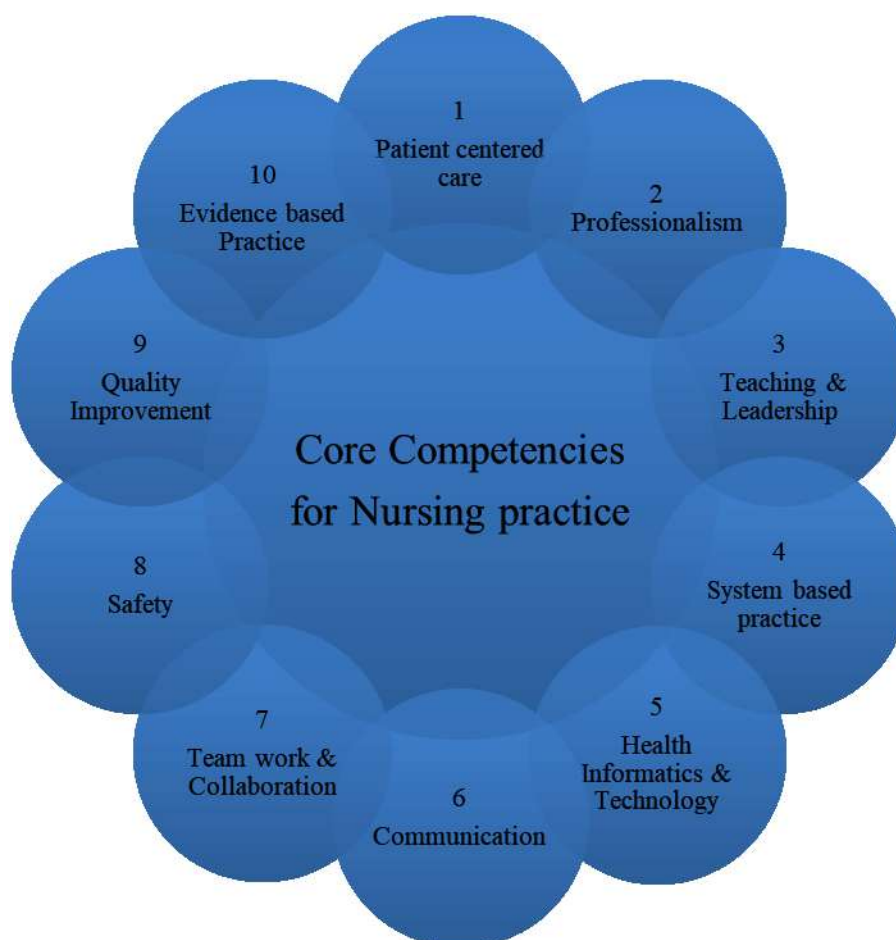 1
Patient centered
care
2
Professionalism
3
Teaching &
Leadership
4
System based
practice
5
Health
Informatics &
Technology
6
Communication
7
Team work &
Collaboration
8
Safety
9
Quality
Improvement
10
Evidence based
Practice
Core Competencies
for Nursing practice